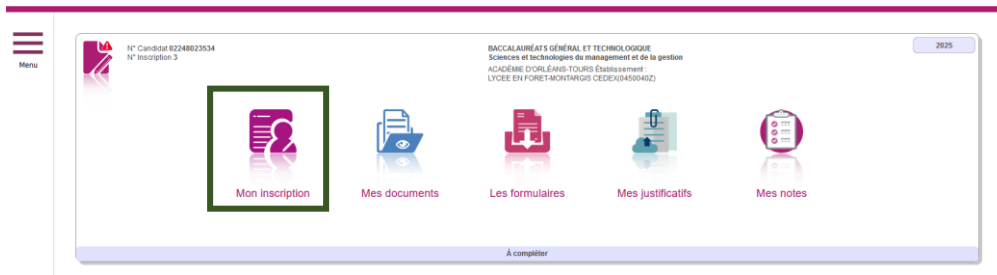 Menu
N° Candidat 02248023534
N° Inscription 3
BACCALAURÉATS GÉNÉRAL ET TECHNOLOGIQUE
Sciences et technologies du management et de la gestion
ACADÉMIE D'ORLÉANS-TOURS Établissement :
LYCEE EN FORET-MONTARGIS CEDEX(0450040Z)
2025
Mon inscription
Mes documents
Les formulaires
Mes justificatifs
Mes notes
À compléter